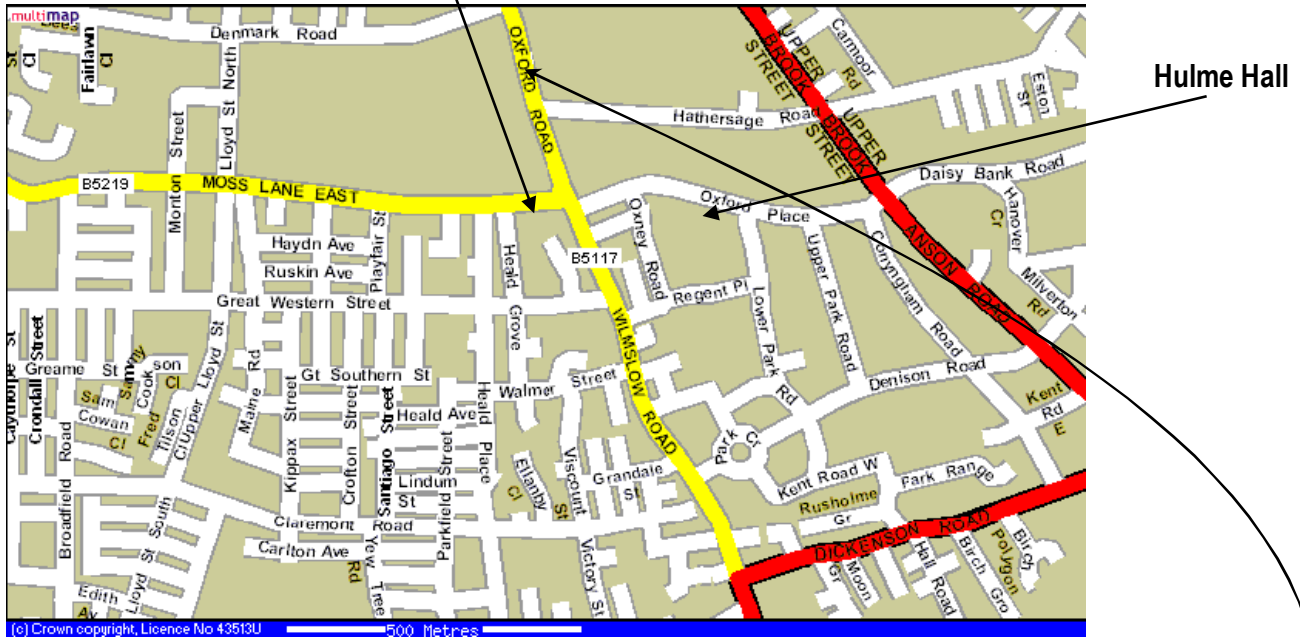 multimap
Denmark Road
Fairlawn
Cl
St
Cl
OXFORD
ROAD
UPPER
BROOK
STREET
Carmoor
Rd
Eston
St
Hulme Hall
Hathersage Road
UPPER
BROOK
STREET
Monton Street
Lloyd St North
B5219
MOSS LANE EAST
Daisy Bank Road
Oxford Place
Oxney
Road
Hanover
Cr
Haydn Ave
Ruskin Ave
Playfair St
Heald
Grove
B5117
ANSON
ROAD
Milverton
Rd
Great Western Street
Regent Pl
Upper Park Road
Conyngham Road
Lower Park
Rd
WILMSLOW
ROAD
Caythorpe St
Crondall Street
Greame St
Sammy
Cookson
Cl
Sam
Cowan
Cl
Fred
Tilson
Cl
Upper Lloyd St
Maine Rd
Gt Southern St
Walmer Street
Denison Road
Kent
Rd
E
Kippax Street
Crofton Street
Santiago Street
Heald Ave
Heald Place
Parkfield Street
Lindum
St
Ellanby
Cl
Viscount
St
Grandale
St
Park
Cr
Kent Road W
Park Range
Rusholme
Gr
Broadfield Road
Lloyd St South
Claremont Road
Carlton Ave
Rd
Yew Tree
Victory St
DICKENSON ROAD
Gr
Moon
Hall Road
Birch Gro
Polygon
Birch
Edith
Av
(c) Crown copyright, Licence No 43513U
500 Metres